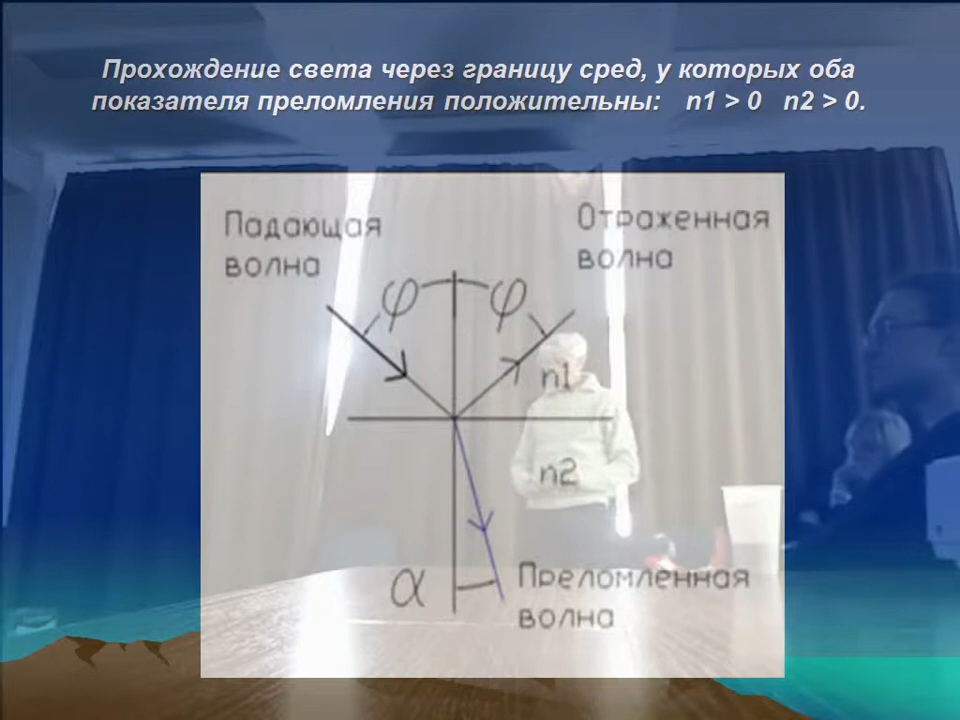 Прохождение света через границу сред, у которых оба
показателя преломления положительны: n1 > 0 n2 > 0.
Падающая
волна
Отраженная
волна
φ φ
n1
n2
α
Преломленная
волна